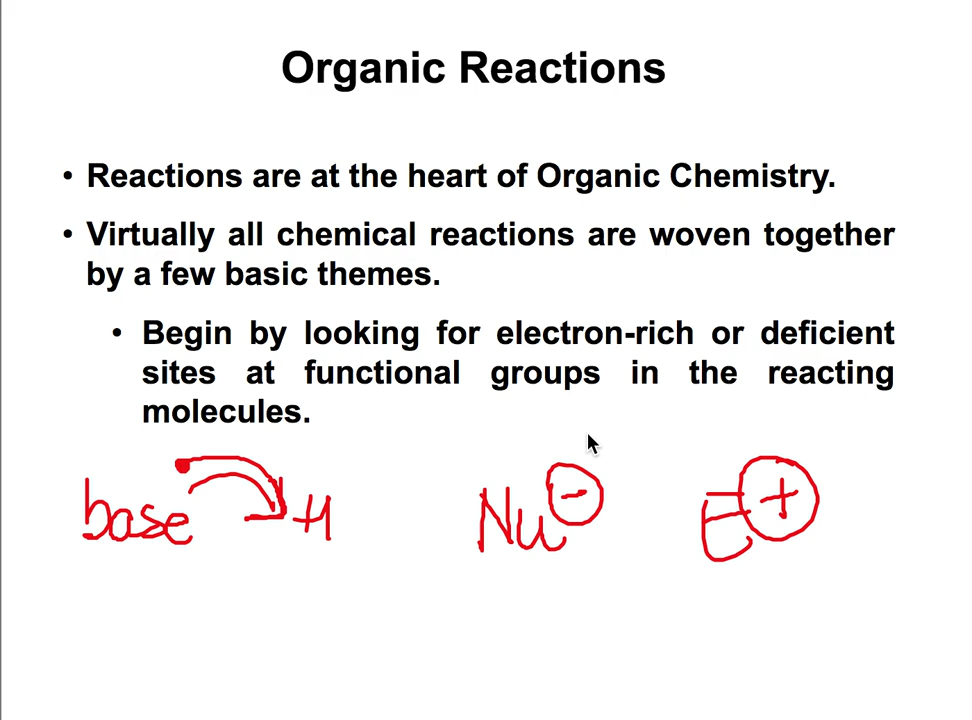 Organic Reactions
• Reactions are at the heart of Organic Chemistry.
• Virtually all chemical reactions are woven together
by a few basic themes.
• Begin by looking for electron-rich or deficient
sites at functional groups in the reacting
molecules.
base H Nu − E +